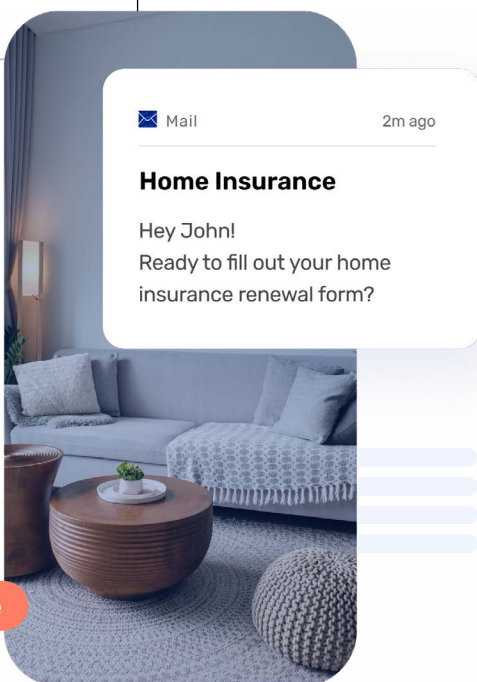 Mail 2m ago
Home Insurance
Hey John!
Ready to fill out your home
insurance renewal form?